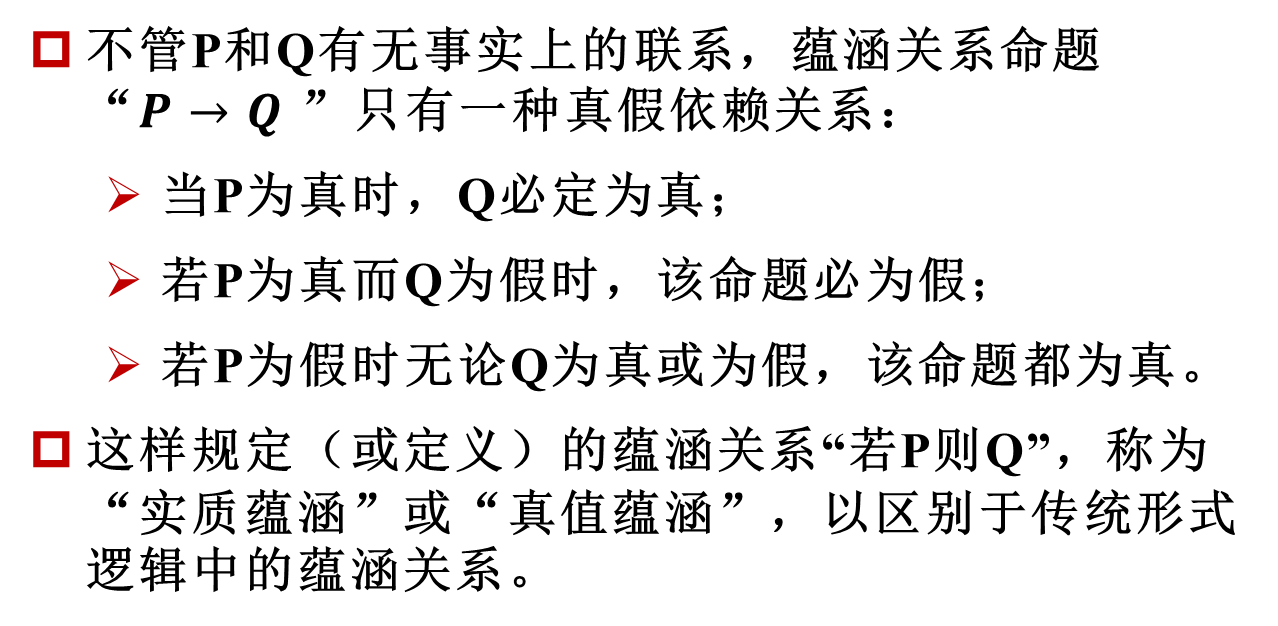 不管P和Q有无事实上的联系，蕴涵关系命题
“P → Q ”只有一种真假依赖关系：
当P为真时，Q必定为真；
若P为真而Q为假时，该命题必为假；
若P为假时无论Q为真或为假，该命题都为真。
这样规定（或定义）的蕴涵关系“若P则Q”，称为
“实质蕴涵”或“真值蕴涵”，以区别于传统形式
逻辑中的蕴涵关系。